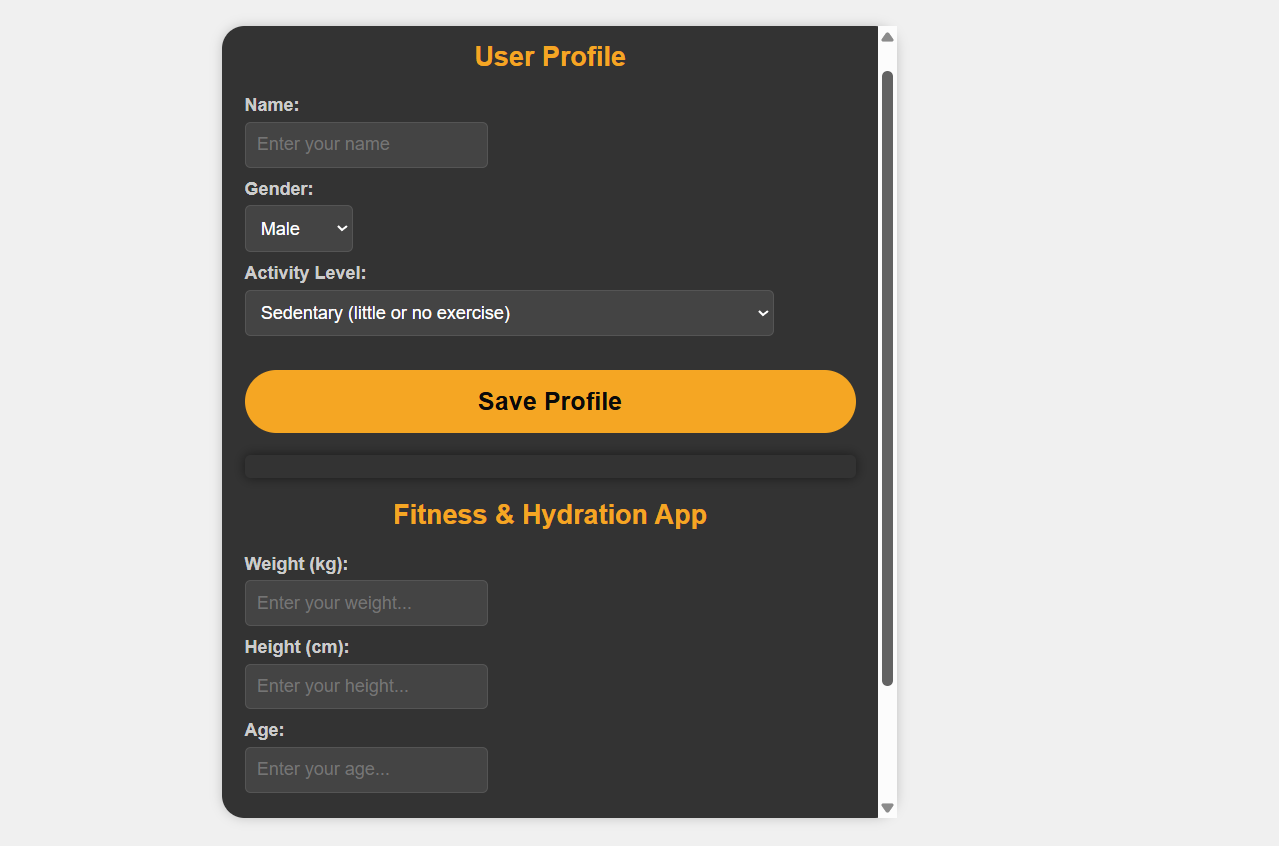 User Profile
Name:
Enter your name
Gender:
Male
Activity Level:
Sedentary (little or no exercise)
Save Profile
Fitness & Hydration App
Weight (kg):
Enter your weight...
Height (cm):
Enter your height...
Age:
Enter your age...